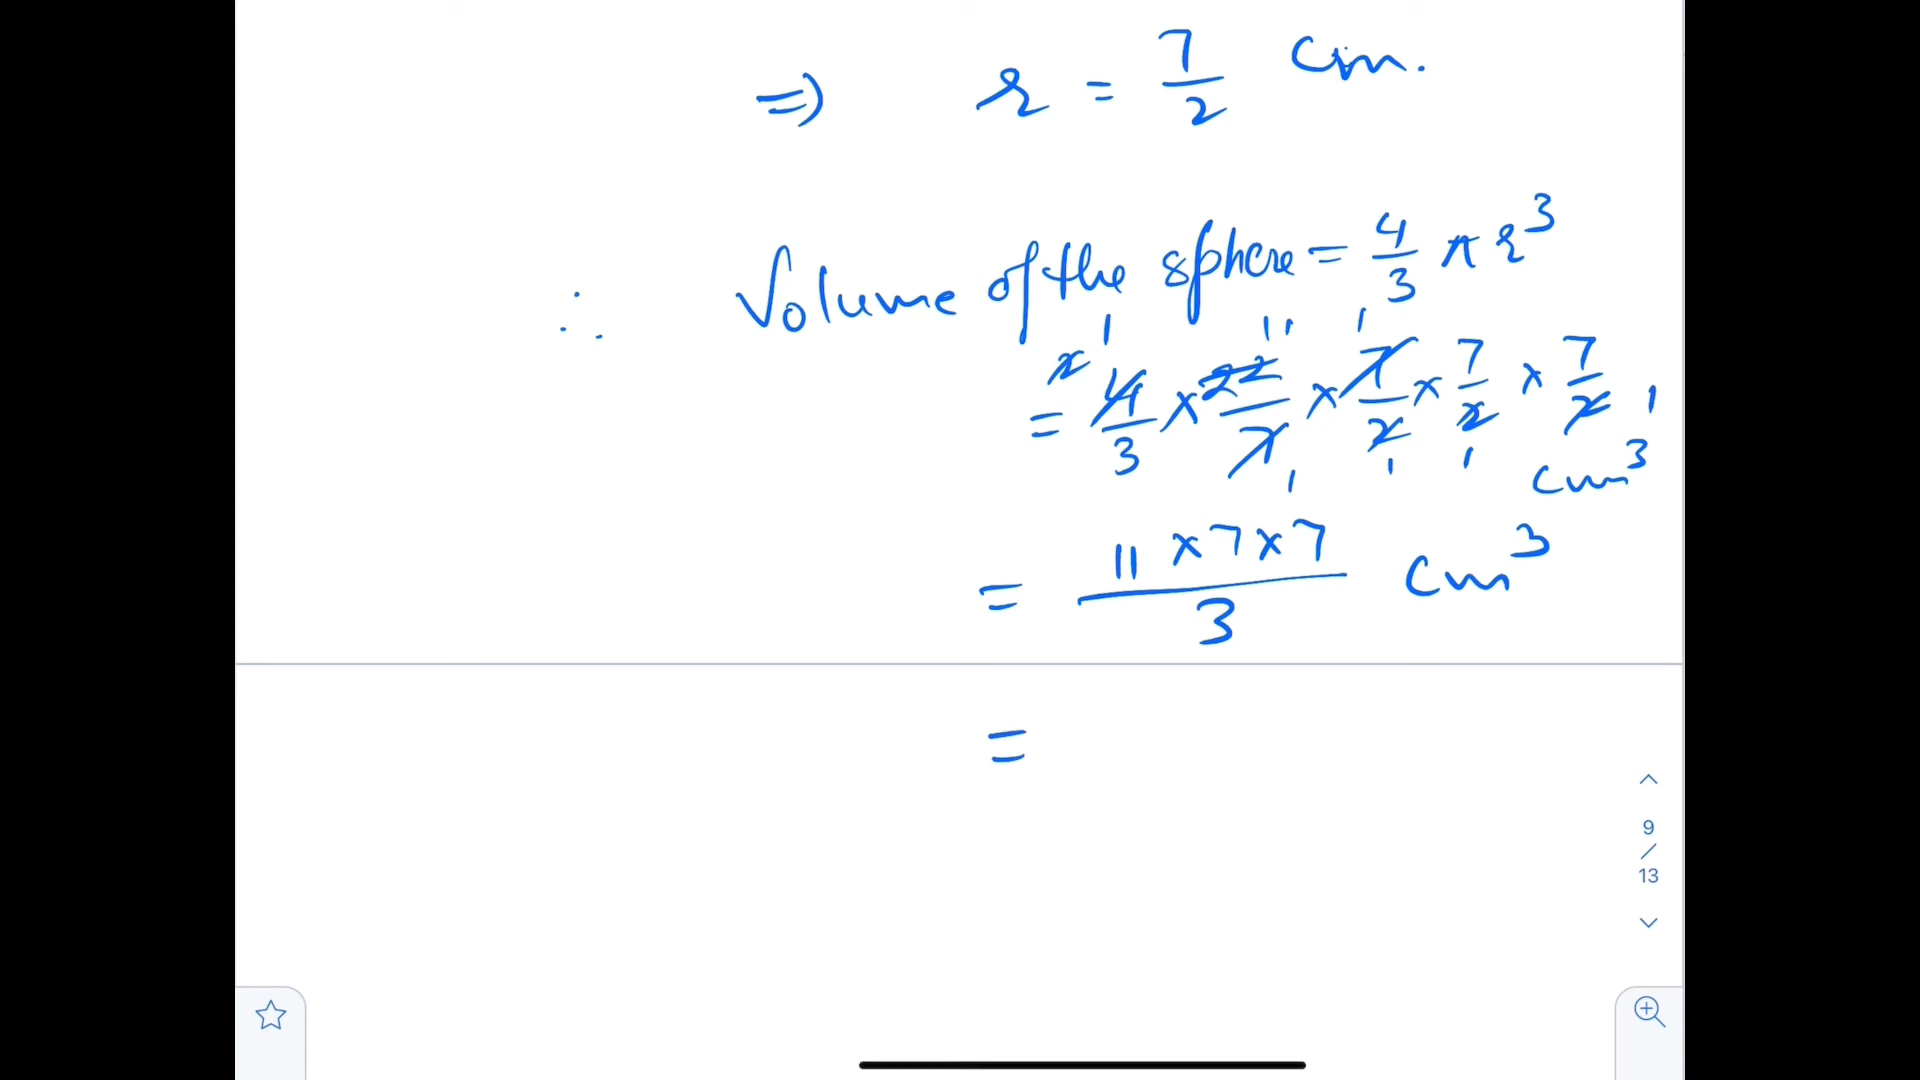 ⇒ r = 7/2 cm.
∴ Volume of the sphere = 4/3 π r³
= 4/3 × 22/7 × 7/2 × 7/2 × 7/2 cm³
= 11 × 7 × 7 / 3 cm³
=
9
/
13